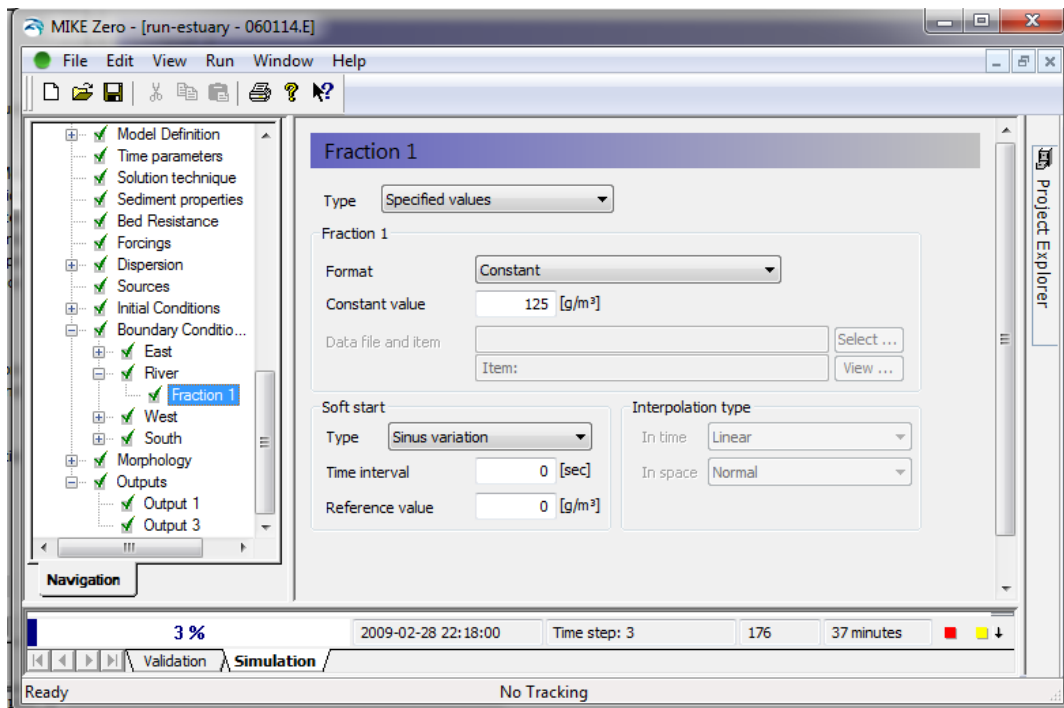 MIKE Zero - [run-estuary - 060114.E]
File Edit View Run Window Help
Model Definition
Time parameters
Solution technique
Sediment properties
Bed Resistance
Forcings
Dispersion
Sources
Initial Conditions
Boundary Conditio...
East
River
Fraction 1
West
South
Morphology
Outputs
Output 1
Output 3
Navigation
Fraction 1
Type Specified values
Fraction 1
Format Constant
Constant value 125 [g/m³]
Data file and item Select ...
Item: View ...
Soft start
Type Sinus variation
Time interval 0 [sec]
Reference value 0 [g/m³]
Interpolation type
In time Linear
In space Normal
Project Explorer
3 % 2009-02-28 22:18:00 Time step: 3 176 37 minutes
Validation Simulation
Ready No Tracking